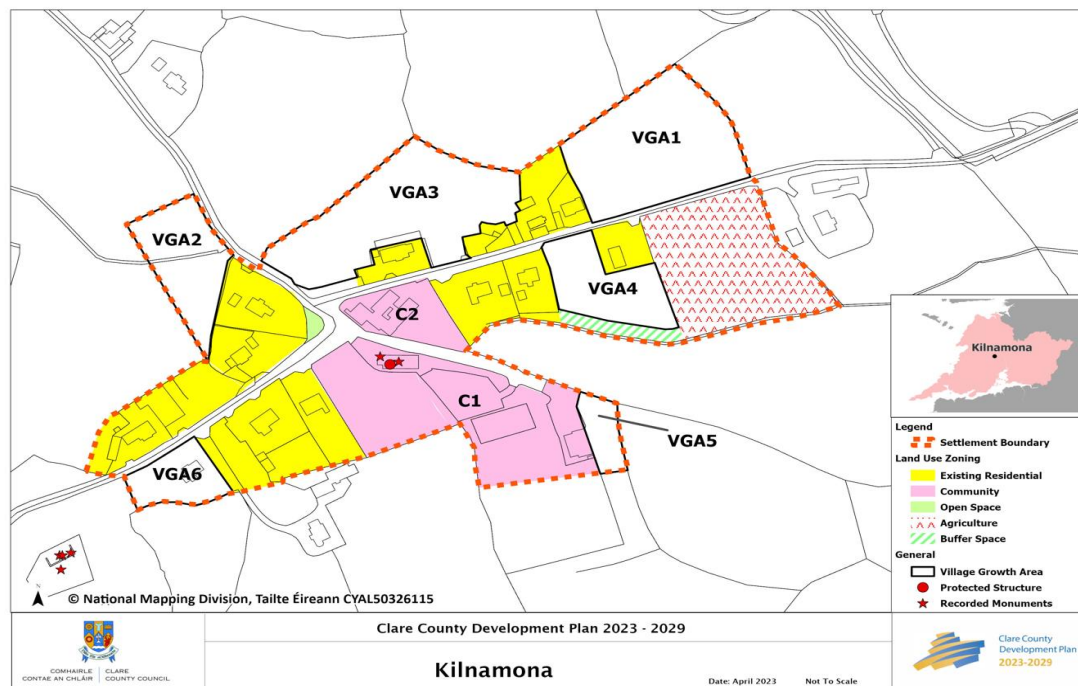 VGA1
VGA3
VGA2
VGA4
C2
C1
VGA5
VGA6
Kilnamona
Legend
Settlement Boundary
Land Use Zoning
Existing Residential
Community
Open Space
Agriculture
Buffer Space
General
Village Growth Area
Protected Structure
Recorded Monuments
N
© National Mapping Division, Tailte Éireann CYAL50326115
COMHAIRLE CONTAE AN CHLÁIR
CLARE COUNTY COUNCIL
Clare County Development Plan 2023 - 2029
Kilnamona
Date: April 2023 Not To Scale
Clare County
Development Plan
2023-2029